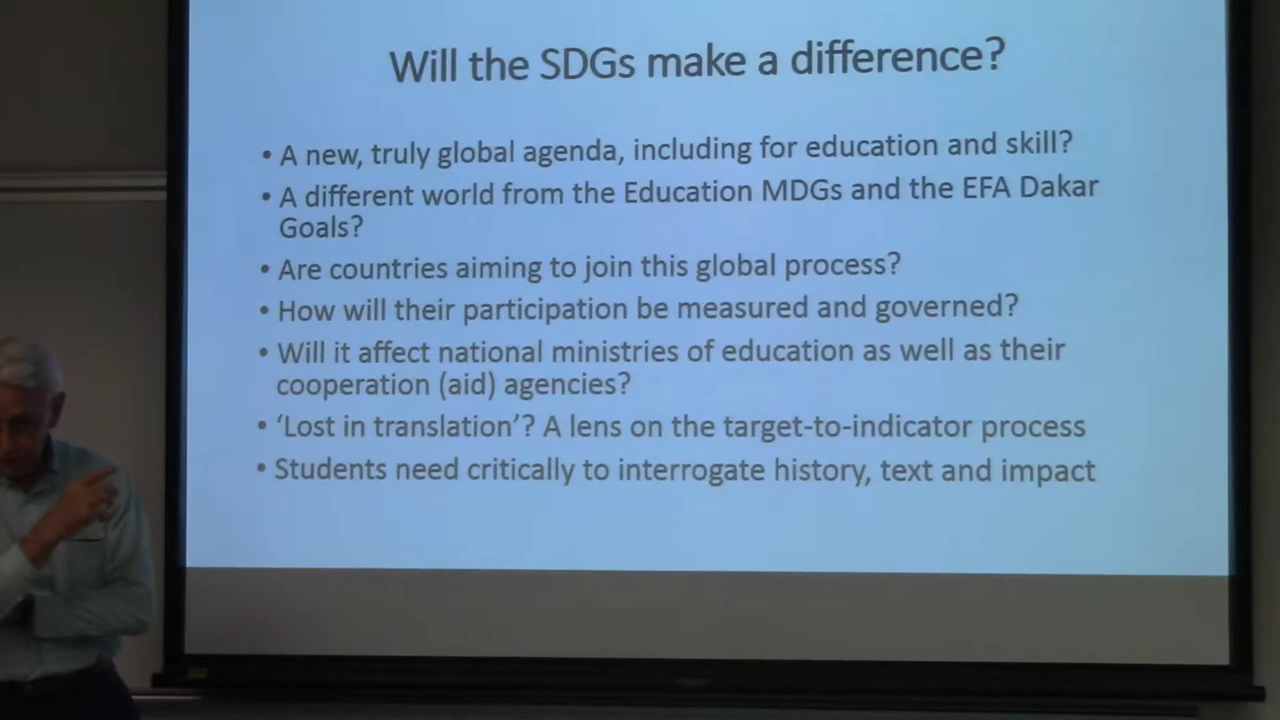 Will the SDGs make a difference?
• A new, truly global agenda, including for education and skill?
• A different world from the Education MDGs and the EFA Dakar
Goals?
• Are countries aiming to join this global process?
• How will their participation be measured and governed?
• Will it affect national ministries of education as well as their
cooperation (aid) agencies?
• ‘Lost in translation’? A lens on the target-to-indicator process
• Students need critically to interrogate history, text and impact